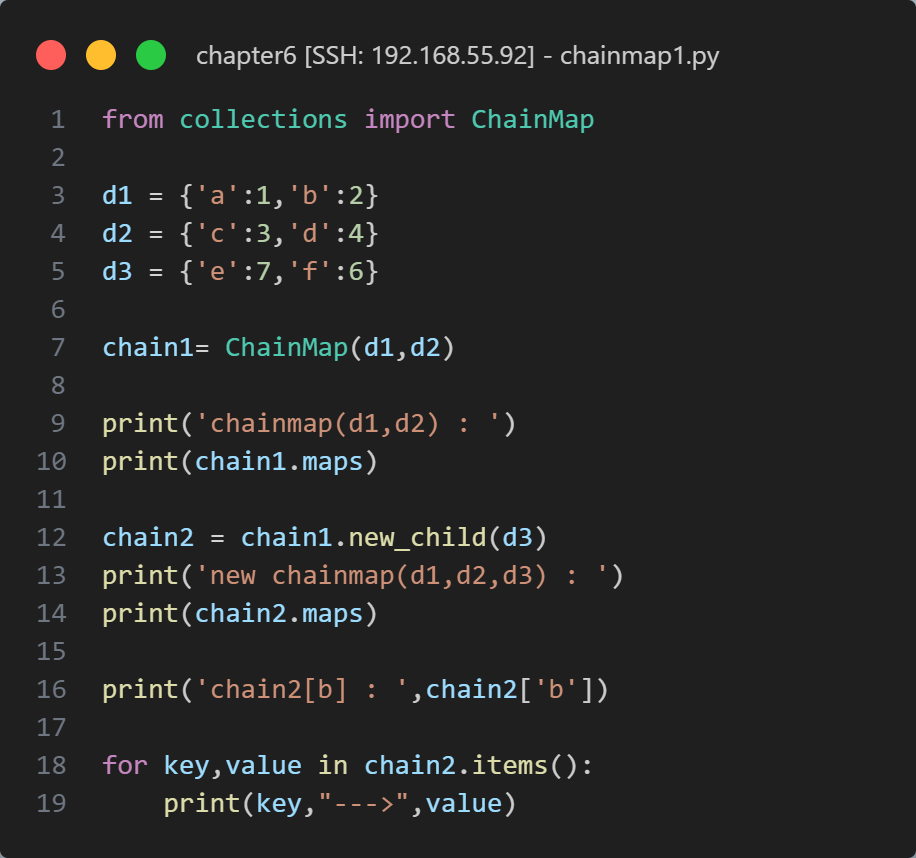 chapter6 [SSH: 192.168.55.92] - chainmap1.py
1 from collections import ChainMap
2
3 d1 = {'a':1,'b':2}
4 d2 = {'c':3,'d':4}
5 d3 = {'e':7,'f':6}
6
7 chain1= ChainMap(d1,d2)
8
9 print('chainmap(d1,d2) : ')
10 print(chain1.maps)
11
12 chain2 = chain1.new_child(d3)
13 print('new chainmap(d1,d2,d3) : ')
14 print(chain2.maps)
15
16 print('chain2[b] : ',chain2['b'])
17
18 for key,value in chain2.items():
19     print(key,"--->",value)